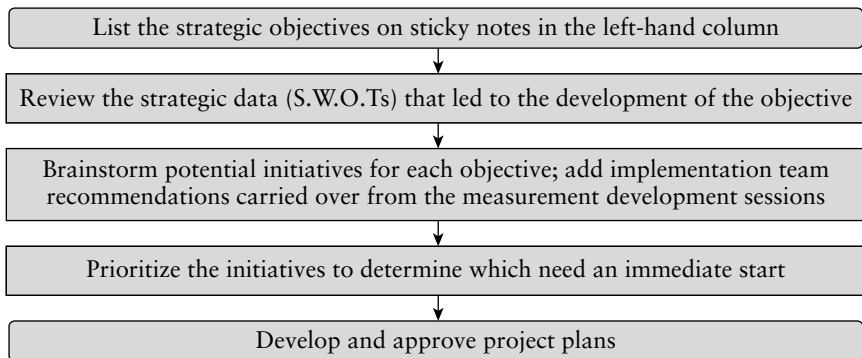 List the strategic objectives on sticky notes in the left-hand column
Review the strategic data (S.W.O.Ts) that led to the development of the objective
Brainstorm potential initiatives for each objective; add implementation team
recommendations carried over from the measurement development sessions
Prioritize the initiatives to determine which need an immediate start
Develop and approve project plans